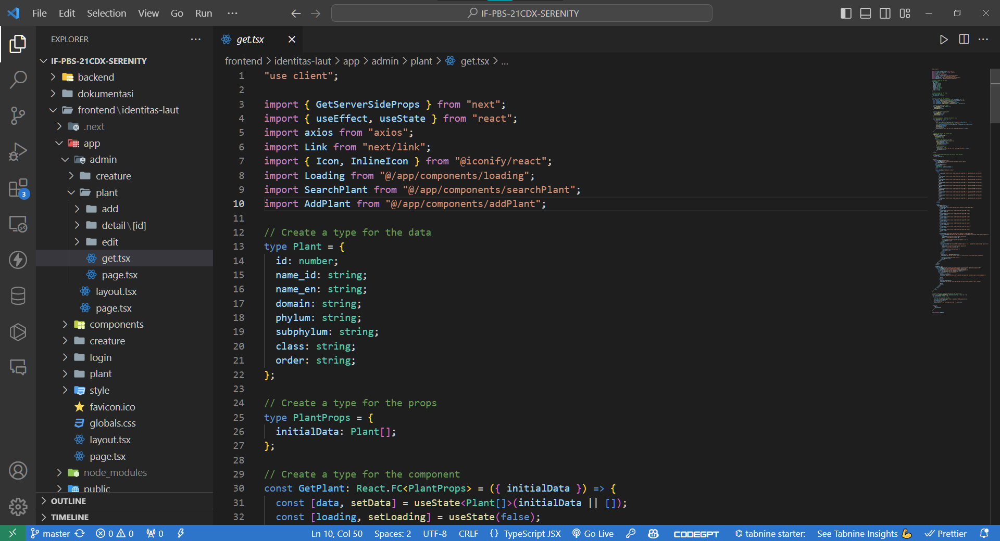 File Edit Selection View Go Run ···
IF-PBS-21CDX-SERENITY
EXPLORER
IF-PBS-21CDX-SERENITY
backend
dokumentasi
frontend\identitas-laut
.next
app
admin
creature
plant
add
detail\[id]
edit
get.tsx
page.tsx
layout.tsx
page.tsx
components
creature
login
plant
style
favicon.ico
globals.css
layout.tsx
page.tsx
node_modules
public
OUTLINE
TIMELINE
3
get.tsx
frontend > identitas-laut > app > admin > plant > get.tsx > ...
1 "use client";
2
3 import { GetServerSideProps } from "next";
4 import { useEffect, useState } from "react";
5 import axios from "axios";
6 import Link from "next/link";
7 import { Icon, InlineIcon } from "@iconify/react";
8 import Loading from "@/app/components/loading";
9 import SearchPlant from "@/app/components/searchPlant";
10 import AddPlant from "@/app/components/addPlant";
11
12 // Create a type for the data
13 type Plant = {
14 id: number;
15 name_id: string;
16 name_en: string;
17 domain: string;
18 phylum: string;
19 subphylum: string;
20 class: string;
21 order: string;
22 };
23
24 // Create a type for the props
25 type PlantProps = {
26 initialData: Plant[];
27 };
28
29 // Create a type for the component
30 const GetPlant: React.FC<PlantProps> = ({ initialData }) => {
31 const [data, setData] = useState<Plant[]>(initialData || []);
32 const [loading, setLoading] = useState(false);
master 0 0 0 Ln 10, Col 50 Spaces: 2 UTF-8 CRLF {} TypeScript JSX Go Live CODEGPT tabnine starter: See Tabnine Insights 💪 Prettier